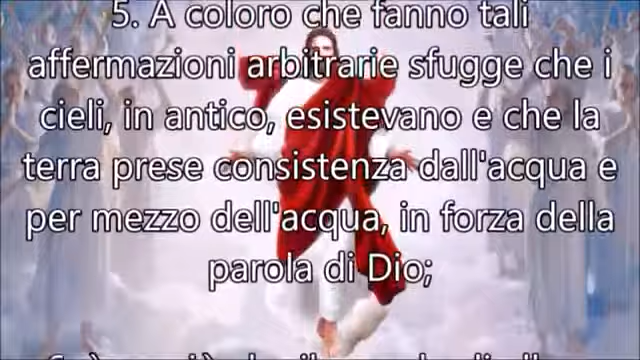 5. A coloro che fanno tali
affermazioni arbitrarie sfugge che i
cieli, in antico, esistevano e che la
terra prese consistenza dall'acqua e
per mezzo dell'acqua, in forza della
parola di Dio;